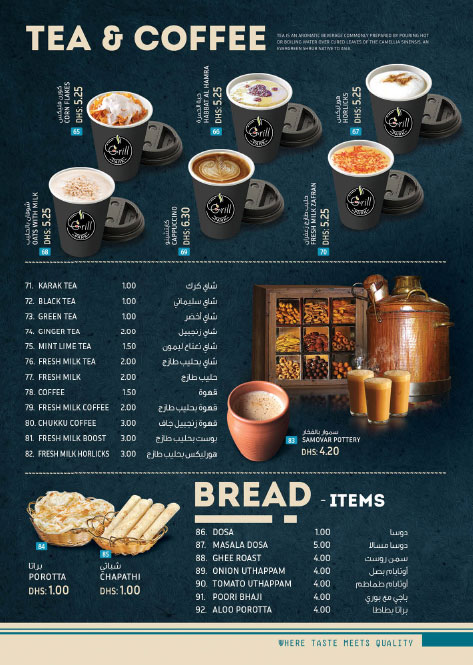 TEA & COFFEE
TEA IS AN AROMATIC BEVERAGE COMMONLY PREPARED BY POURING HOT
OR BOILING WATER OVER CURED LEAVES OF THE CAMELLIA SINENSIS, AN
EVERGREEN SHRUB NATIVE TO ASIA.
كورن فليكس
CORN FLAKES
DHS: 5.25
65
حبة الحمرة
HABBAT AL HAMRA
DHS: 5.25
66
هورليكس
HORLICKS
DHS: 5.25
67
Grill
Grill
Grill
شوفان بالحليب
OATS WITH MILK
DHS: 5.25
68
كابتشينو
CAPPUCCINO
DHS: 6.30
69
حليب طازج زعفران
FRESH MILK ZAFRAN
DHS: 5.25
70
Grill
Grill
Grill
71. KARAK TEA 1.00 شاي كرك
72. BLACK TEA 1.00 شاي سليماني
73. GREEN TEA 1.00 شاي أخضر
74. GINGER TEA 2.00 شاي زنجبيل
75. MINT LIME TEA 1.50 شاي نعناع ليمون
76. FRESH MILK TEA 2.00 شاي بحليب طازج
77. FRESH MILK 2.00 حليب طازج
78. COFFEE 1.50 قهوة
79. FRESH MILK COFFEE 2.00 قهوة بحليب طازج
80. CHUKKU COFFEE 3.00 قهوة زنجبيل جاف
81. FRESH MILK BOOST 3.00 بوست بحليب طازج
82. FRESH MILK HORLICKS 3.00 هورليكس بحليب طازج
سموار بالفخار
83 SAMOVAR POTTERY
DHS: 4.20
BREAD - ITEMS
84
براتا
POROTTA
DHS: 1.00
85
شباتي
CHAPATHI
DHS: 1.00
86. DOSA 1.00 دوسا
87. MASALA DOSA 5.00 دوسا مسالا
88. GHEE ROAST 4.00 سمن روست
89. ONION UTHAPPAM 4.00 أوتابام بصل
90. TOMATO UTHAPPAM 4.00 أوتابام طماطم
91. POORI BHAJI 4.00 باجي مع بوري
92. ALOO POROTTA 4.00 براتا بطاطا
WHERE TASTE MEETS QUALITY